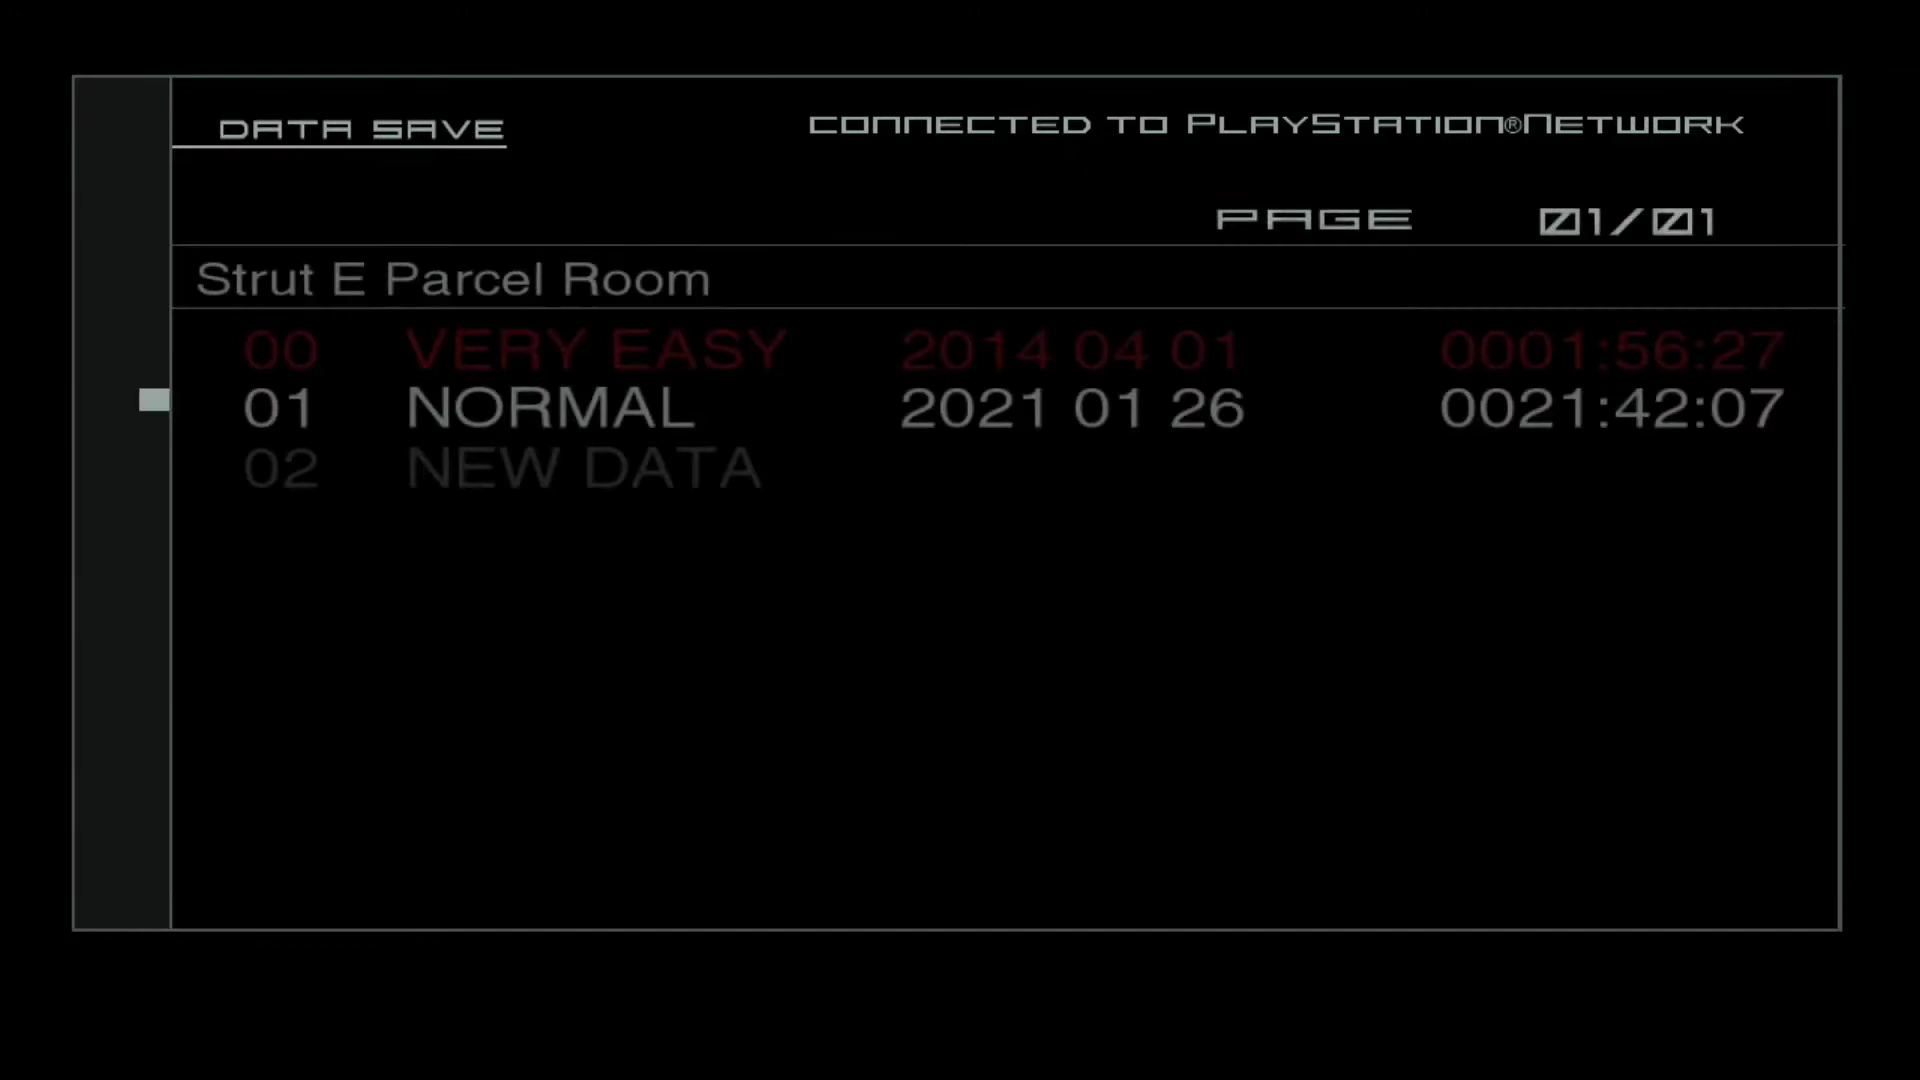 DATA SAVE
CONNECTED TO PLAYSTATION®NETWORK
PAGE 01/01
Strut E Parcel Room
00 VERY EASY 2014 04 01 0001:56:27
01 NORMAL 2021 01 26 0021:42:07
02 NEW DATA